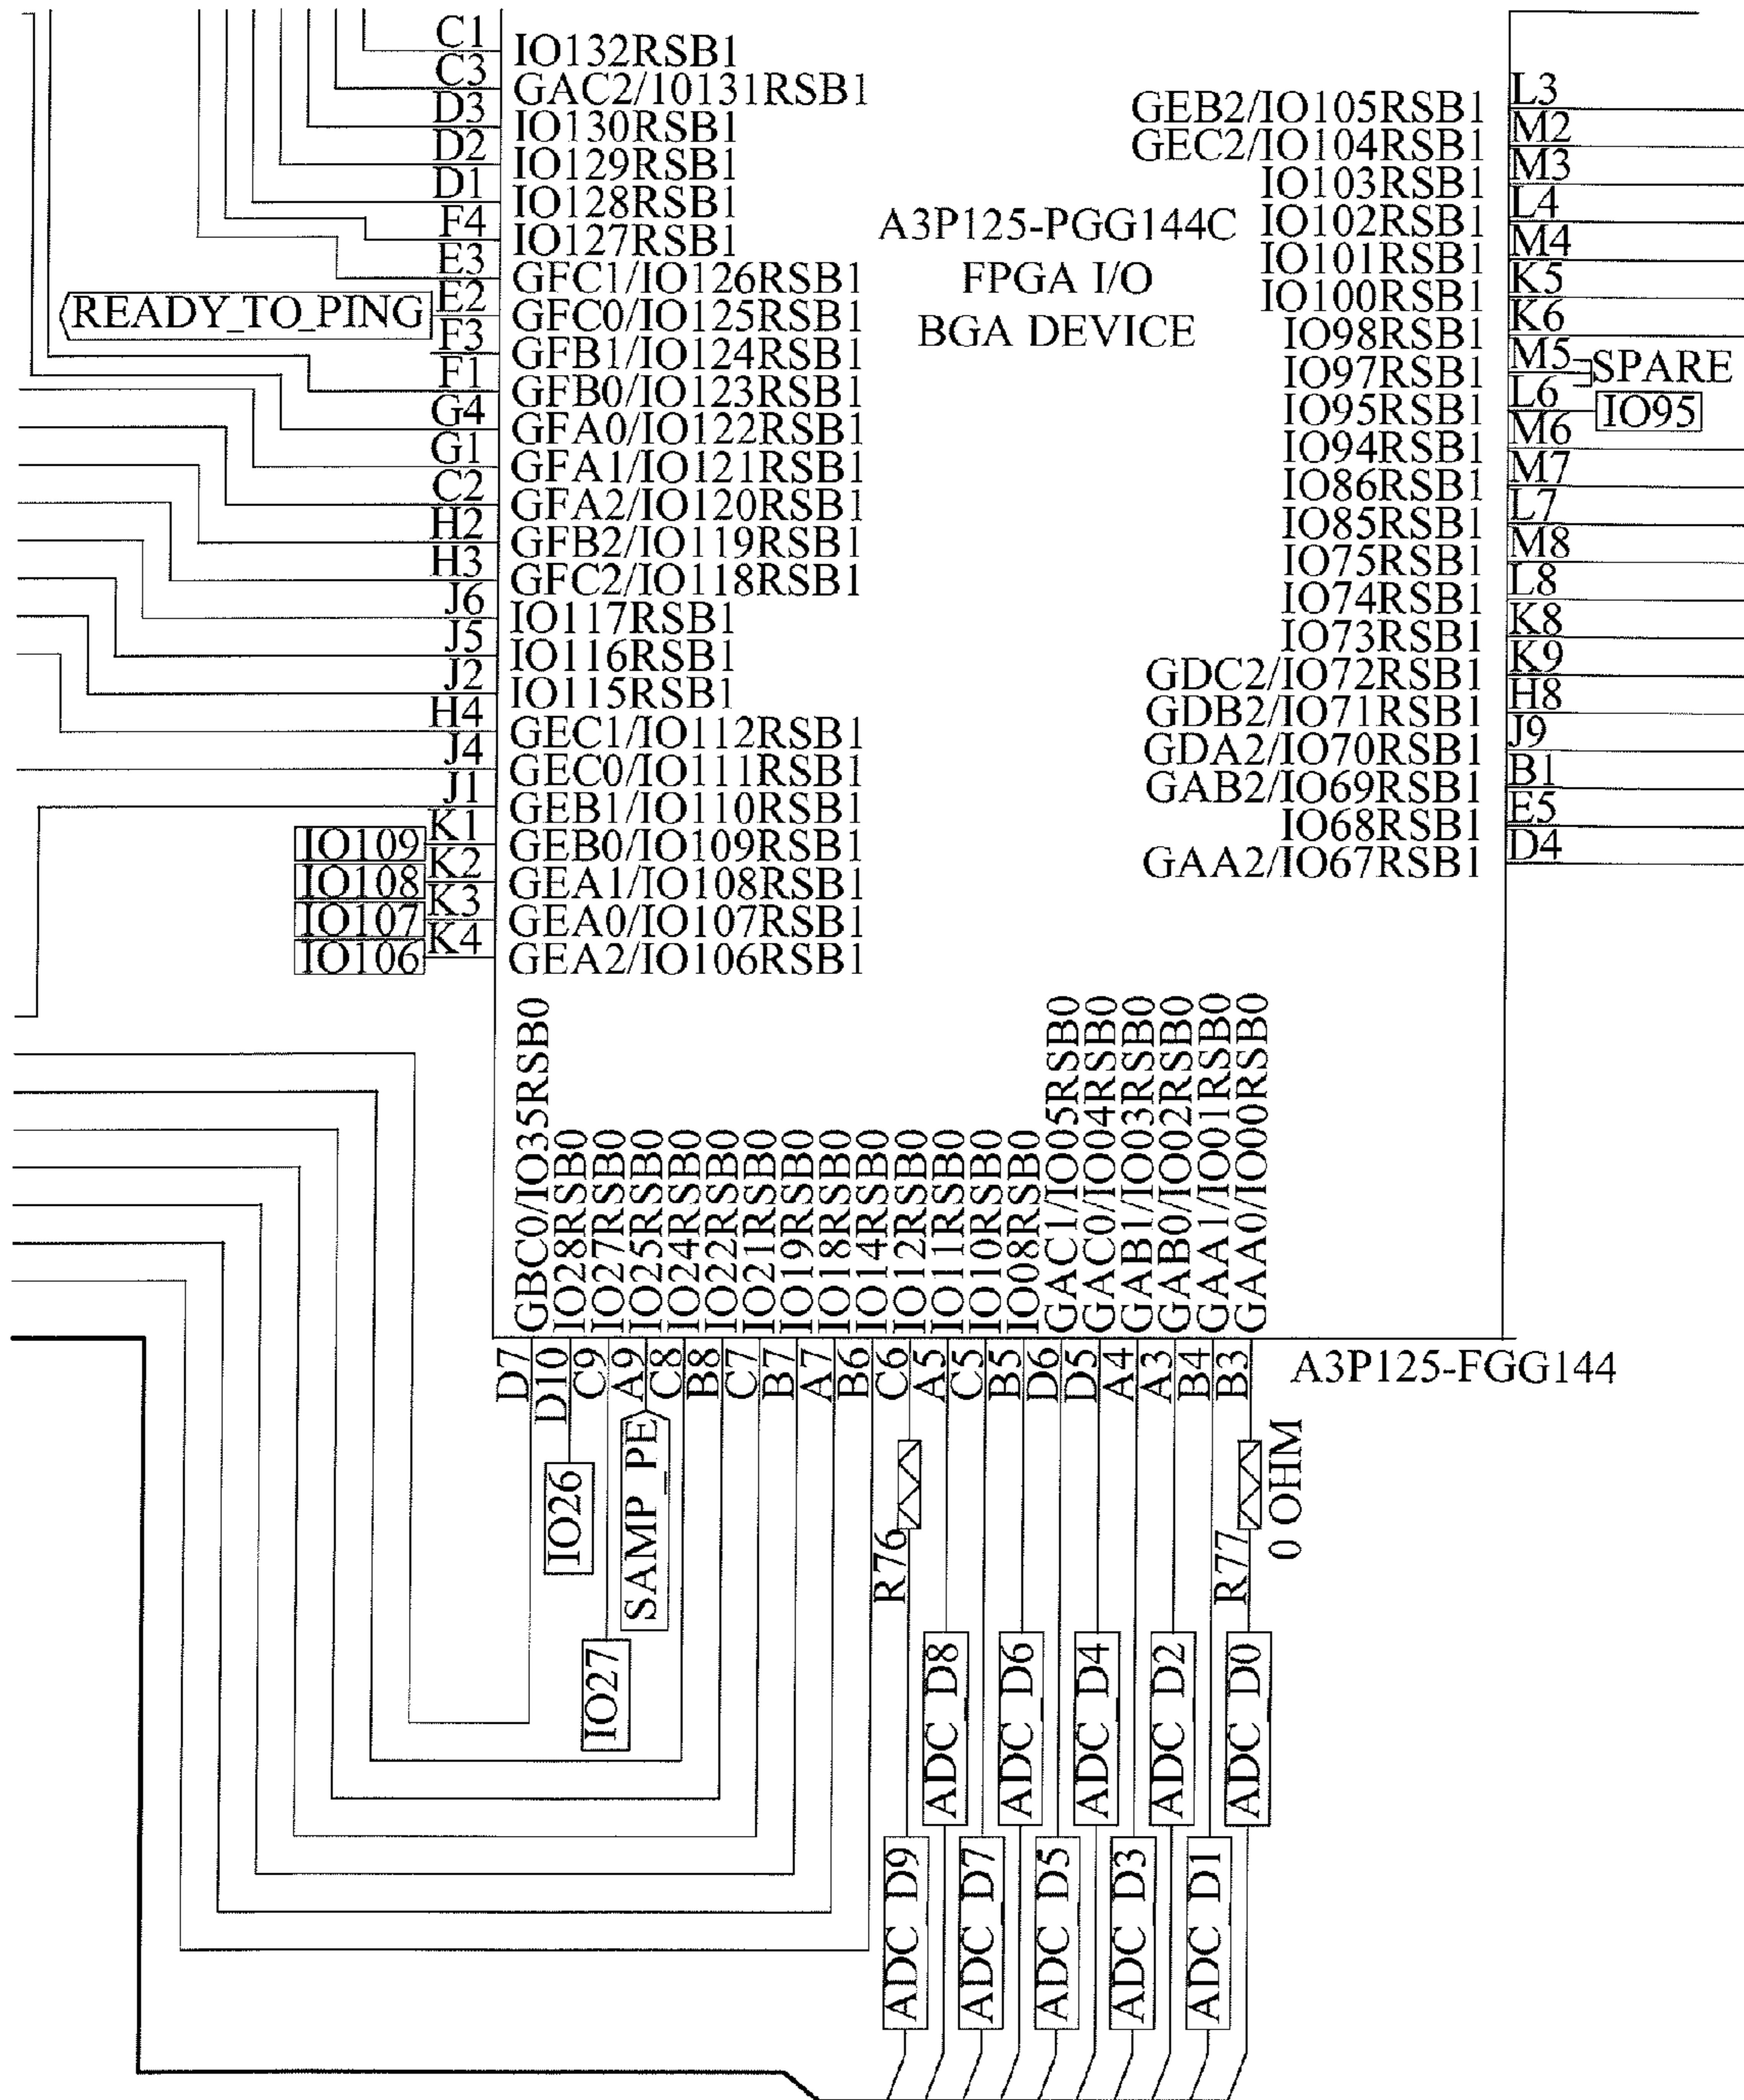 C1 IO132RSB1
C3 GAC2/10131RSB1
D3 IO130RSB1
D2 IO129RSB1
D1 IO128RSB1
F4 IO127RSB1
E3 GFC1/IO126RSB1
READY_TO_PING E2 GFC0/IO125RSB1
F3 GFB1/IO124RSB1
F1 GFB0/IO123RSB1
G4 GFA0/IO122RSB1
G1 GFA1/IO121RSB1
C2 GFA2/IO120RSB1
H2 GFB2/IO119RSB1
H3 GFC2/IO118RSB1
J6 IO117RSB1
J5 IO116RSB1
J2 IO115RSB1
H4 GEC1/IO112RSB1
J4 GEC0/IO111RSB1
J1 GEB1/IO110RSB1
IO109 K1 GEB0/IO109RSB1
IO108 K2 GEA1/IO108RSB1
IO107 K3 GEA0/IO107RSB1
IO106 K4 GEA2/IO106RSB1
A3P125-PGG144C
FPGA I/O
BGA DEVICE
GEB2/IO105RSB1 L3
GEC2/IO104RSB1 M2
IO103RSB1 M3
IO102RSB1 L4
IO101RSB1 M4
IO100RSB1 K5
IO98RSB1 K6
IO97RSB1 M5 SPARE
IO95RSB1 L6 IO95
IO94RSB1 M6
IO86RSB1 M7
IO85RSB1 L7
IO75RSB1 M8
IO74RSB1 L8
IO73RSB1 K8
GDC2/IO72RSB1 K9
GDB2/IO71RSB1 H8
GDA2/IO70RSB1 J9
GAB2/IO69RSB1 B1
IO68RSB1 E5
GAA2/IO67RSB1 D4
GBC0/IO35RSB0 D7
IO28RSB0 D10 IO26
IO27RSB0 C9 IO27
IO25RSB0 A9 SAMP_PE
IO24RSB0 C8
IO22RSB0 B8
IO21RSB0 C7
IO19RSB0 B7
IO18RSB0 A7
IO14RSB0 B6
IO12RSB0 C6 R76 ADC_D9
IO11RSB0 A5 ADC_D8
IO10RSB0 C5 ADC_D7
IO08RSB0 B5 ADC_D6
GAC1/IO05RSB0 D6 ADC_D5
GAC0/IO04RSB0 D5 ADC_D4
GAB1/IO03RSB0 A4 ADC_D3
GAB0/IO02RSB0 A3 ADC_D2
GAA1/IO01RSB0 B4 ADC_D1
GAA0/IO00RSB0 B3 R77 ADC_D0
0 OHM
A3P125-FGG144